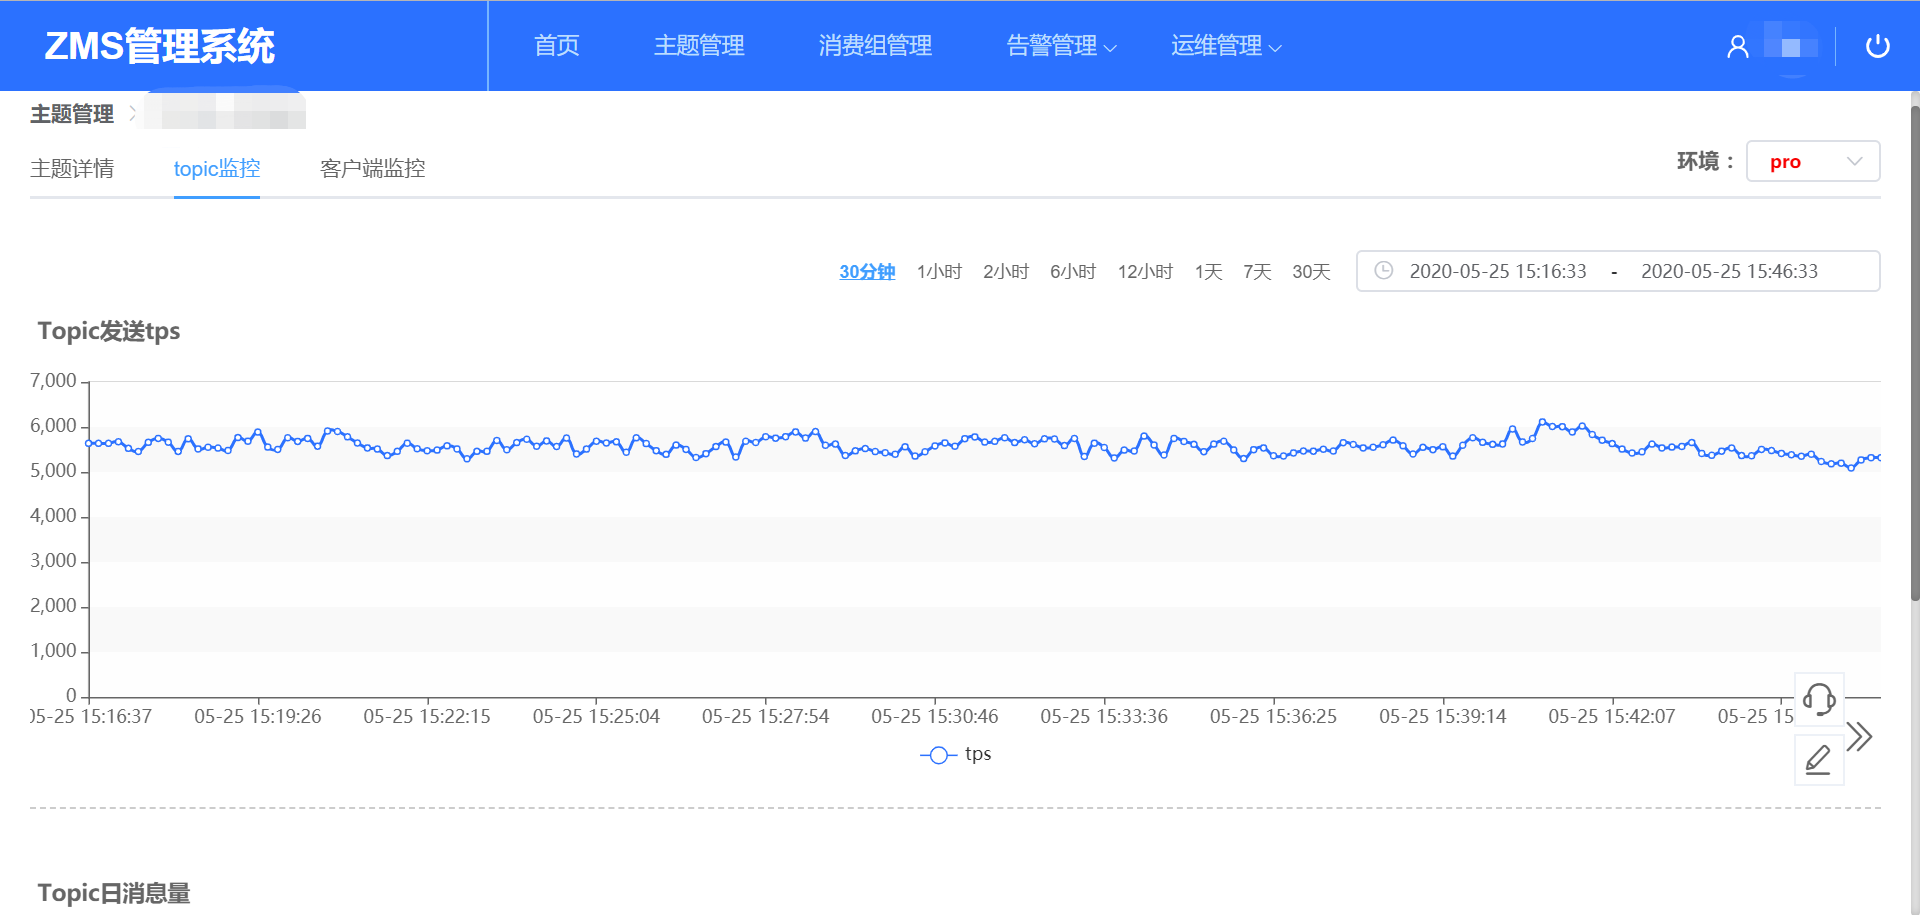 ZMS管理系统 首页 主题管理 消费组管理 告警管理 运维管理
主题管理
主题详情 topic监控 客户端监控 环境： pro
30分钟 1小时 2小时 6小时 12小时 1天 7天 30天 2020-05-25 15:16:33 - 2020-05-25 15:46:33
Topic发送tps
7,000
6,000
5,000
4,000
3,000
2,000
1,000
0
05-25 15:16:37 05-25 15:19:26 05-25 15:22:15 05-25 15:25:04 05-25 15:27:54 05-25 15:30:46 05-25 15:33:36 05-25 15:36:25 05-25 15:39:14 05-25 15:42:07 05-25 15
tps
Topic日消息量